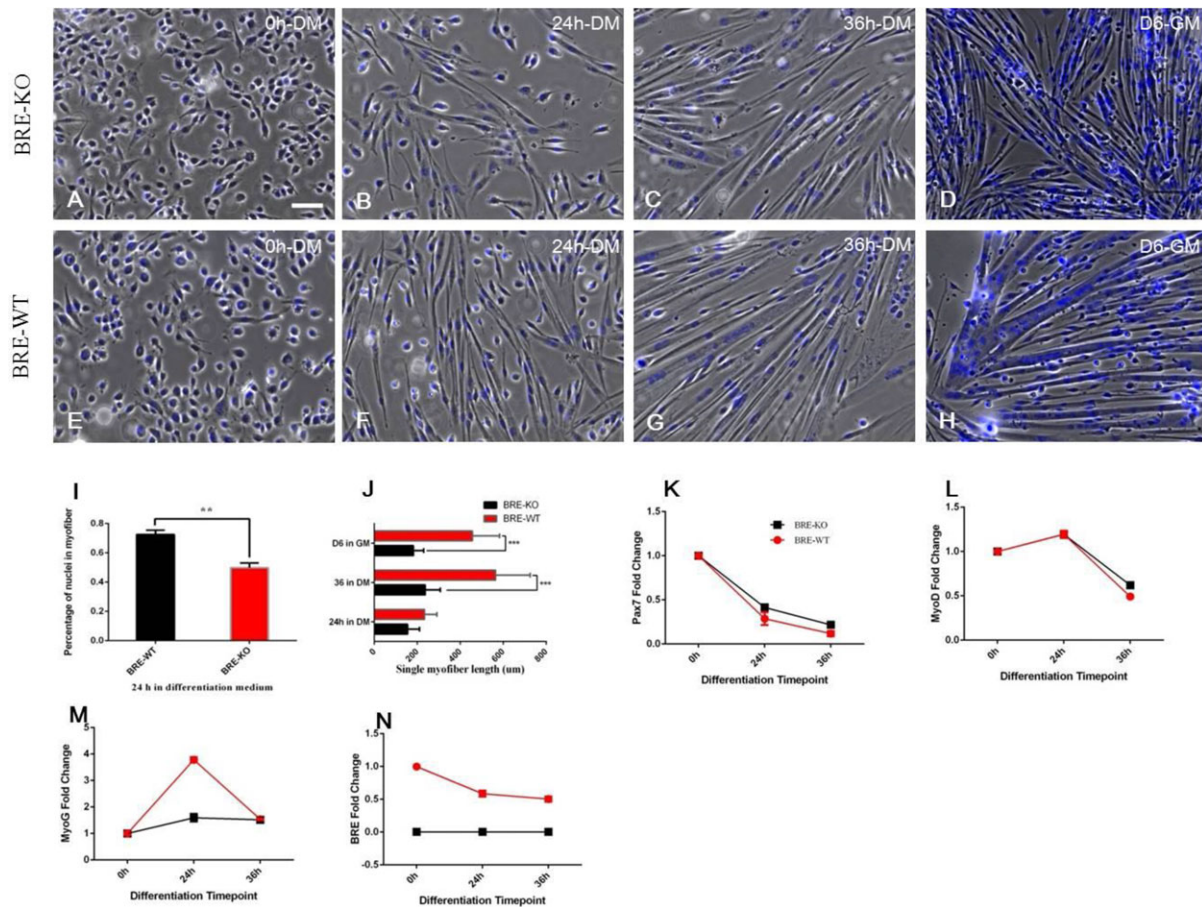 BRE-KO
0h-DM
24h-DM
36h-DM
D6-GM
A
B
C
D
BRE-WT
0h-DM
24h-DM
36h-DM
D6-GM
E
F
G
H
I
Percentage of nuclei in myofiber
0.8
0.6
0.4
0.2
0.0
**
BRE-WT
BRE-KO
24 h in differentiation medium
J
BRE-KO
BRE-WT
D6 in GM
36 in DM
24h in DM
***
***
0
200
400
600
800
Single myofiber length (um)
K
Pax7 Fold Change
1.5
1.0
0.5
0.0
BRE-KO
BRE-WT
0h
24h
36h
Differentiation Timepoint
L
MyoD Fold Change
1.5
1.0
0.5
0.0
0h
24h
36h
Differentiation Timepoint
M
MyoG Fold Change
5
4
3
2
1
0
0h
24h
36h
Differentiation Timepoint
N
BRE Fold Change
1.5
1.0
0.5
0.0
-0.5
0h
24h
36h
Differentiation Timepoint